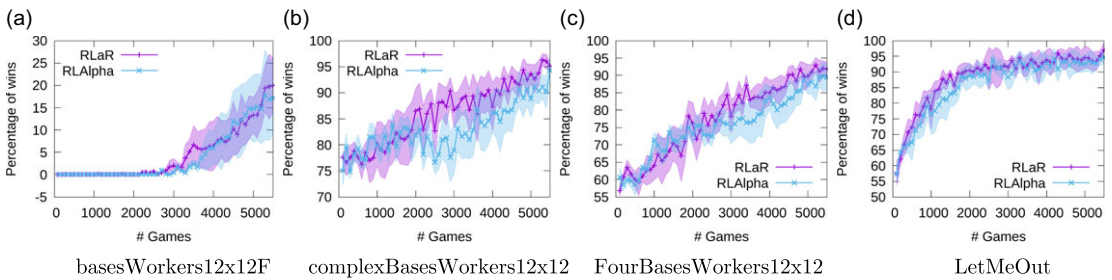 (a)
Percentage of wins
30
25
20
15
10
5
0
-5
RLaR
RLAlpha
0 1000 2000 3000 4000 5000
# Games
basesWorkers12x12F
(b)
Percentage of wins
100
95
90
85
80
75
70
RLaR
RLAlpha
0 1000 2000 3000 4000 5000
# Games
complexBasesWorkers12x12
(c)
Percentage of wins
100
95
90
85
80
75
70
65
60
55
RLaR
RLAlpha
0 1000 2000 3000 4000 5000
# Games
FourBasesWorkers12x12
(d)
Percentage of wins
100
95
90
85
80
75
70
65
60
55
50
RLaR
RLAlpha
0 1000 2000 3000 4000 5000
# Games
LetMeOut